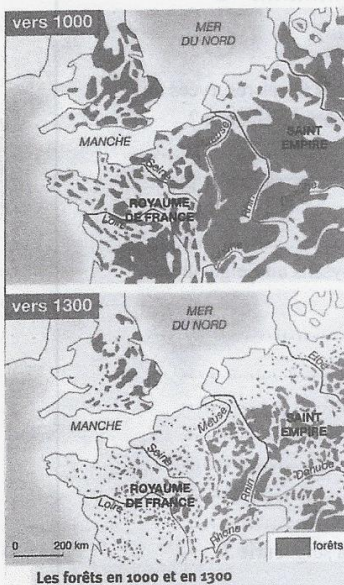 vers 1000
MER
DU NORD
MANCHE
SAINT
EMPIRE
Meuse
Seine
Rhin
ROYAUME
DE FRANCE
Loire
vers 1300
MER
DU NORD
Elbe
MANCHE
Meuse
SAINT
EMPIRE
Seine
Rhin
Danube
ROYAUME
DE FRANCE
Loire
Rhône
0 200 km
forêts
Les forêts en 1000 et en 1300